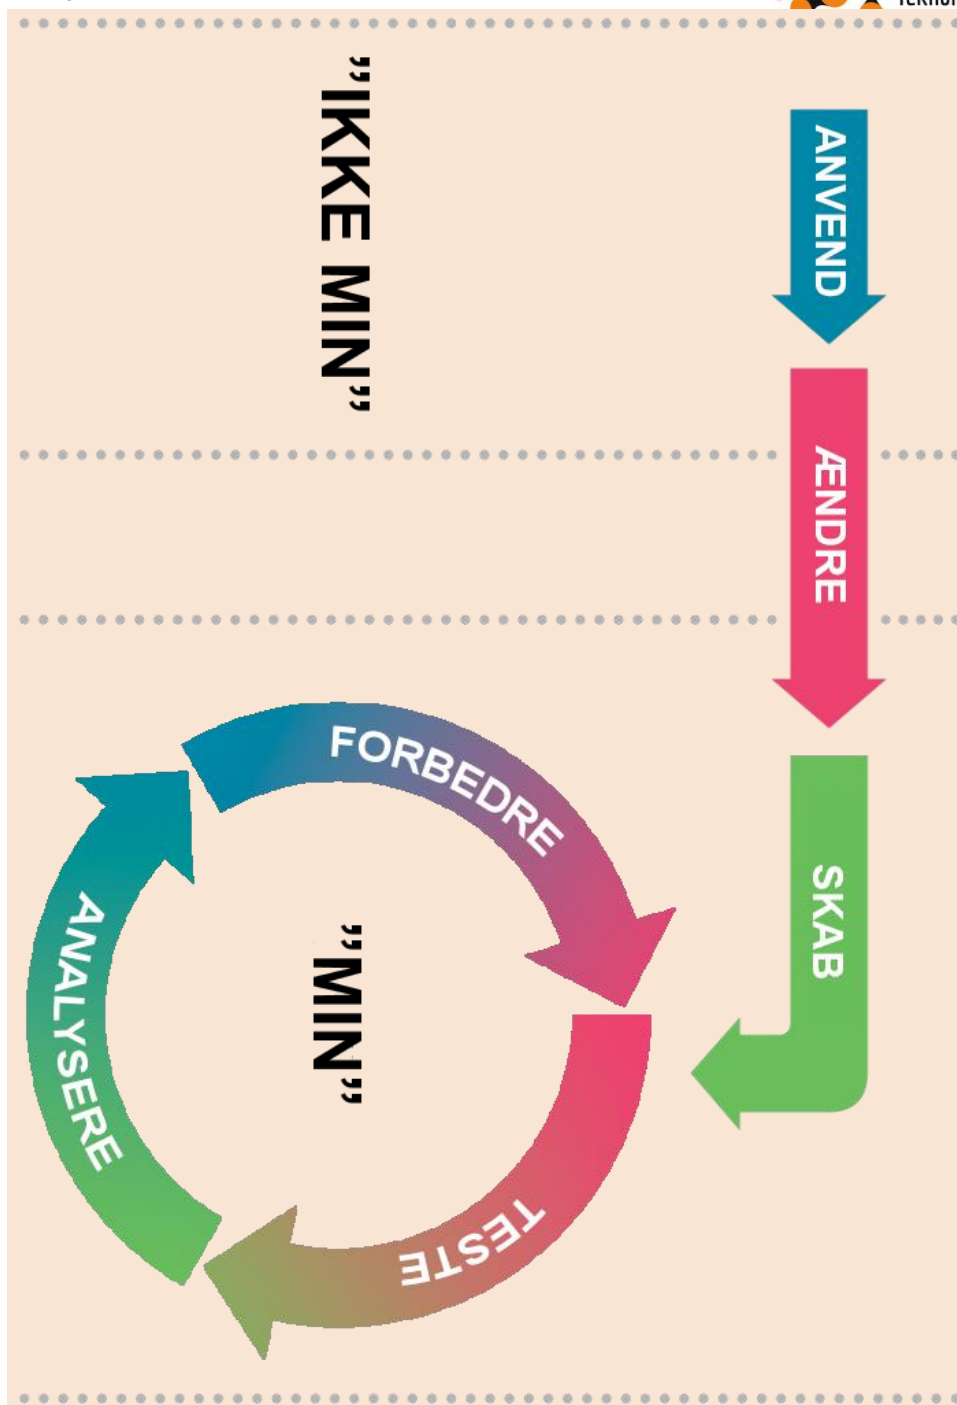 ANVEND
ÆNDRE
SKAB
”IKKE MIN”
”MIN”
FORBEDRE
TESTE
ANALYSERE